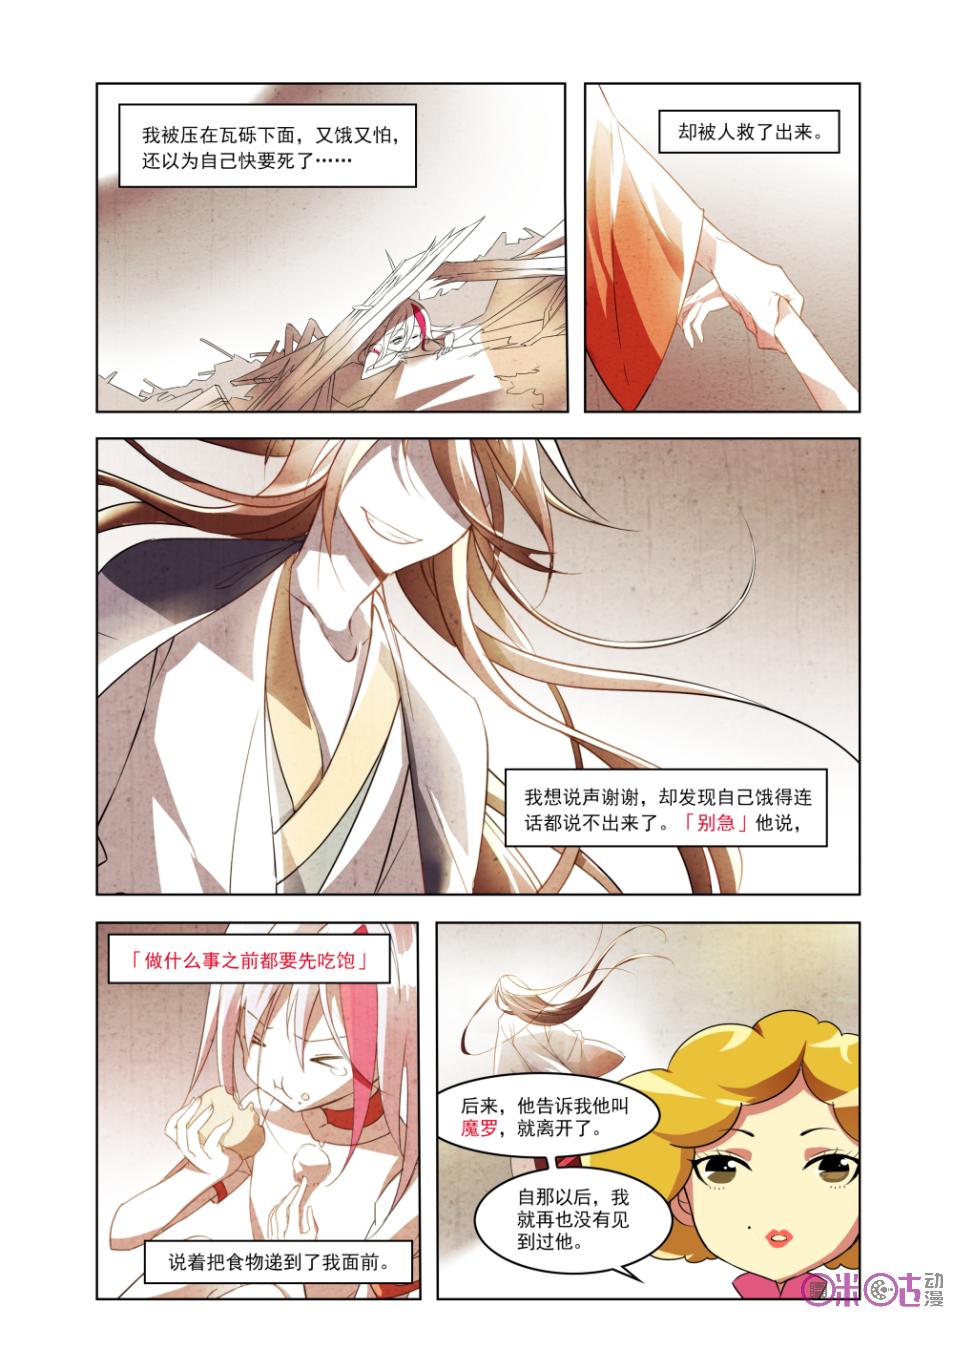 我被压在瓦砾下面，又饿又怕，
还以为自己快要死了……
却被人救了出来。
我想说声谢谢，却发现自己饿得连
话都说不出来了。「别急」他说，
「做什么事之前都要先吃饱」
说着把食物递到了我面前。
后来，他告诉我他叫
魔罗，就离开了。
自那以后，我
就再也没有见
到过他。
咪咕动漫